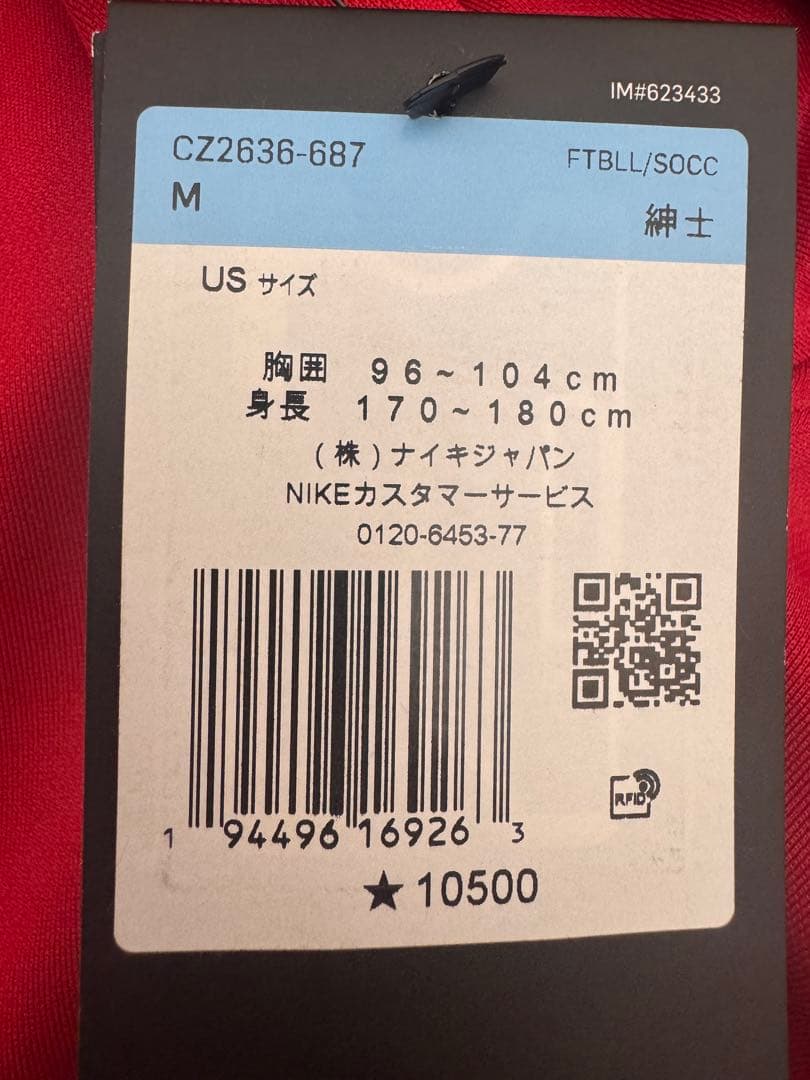 IM#623433
CZ2636-687
FTBLL/SOCC
M
紳士
US サイズ
胸囲 96~104cm
身長 170~180cm
(株)ナイキジャパン
NIKEカスタマーサービス
0120-6453-77
RFID
1 94496 16926 3
★10500